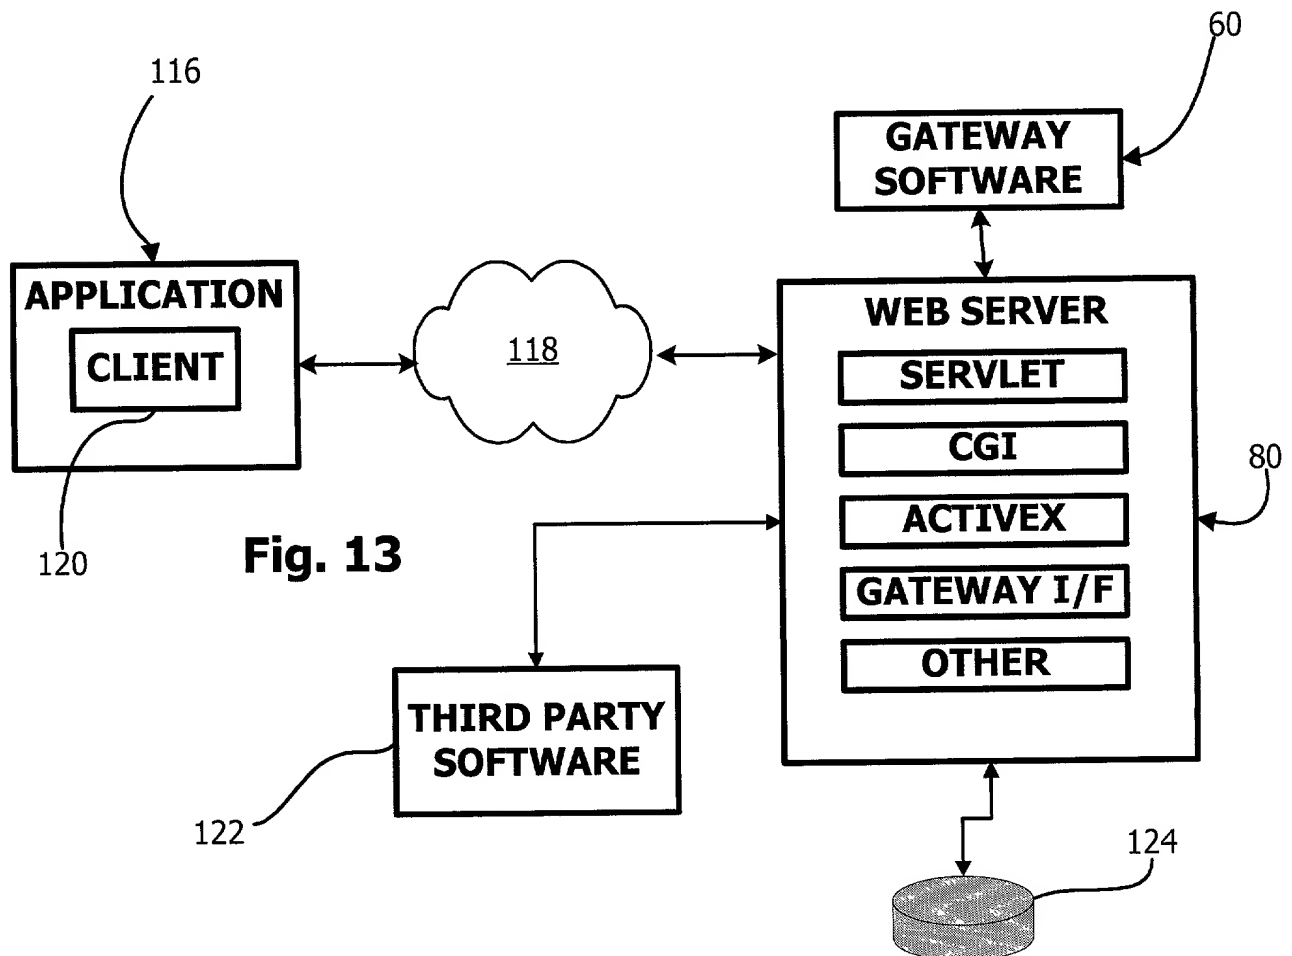 60
116
GATEWAY
SOFTWARE
APPLICATION
CLIENT
118
WEB SERVER
SERVLET
CGI
ACTIVEX
GATEWAY I/F
OTHER
80
120
Fig. 13
THIRD PARTY
SOFTWARE
122
124